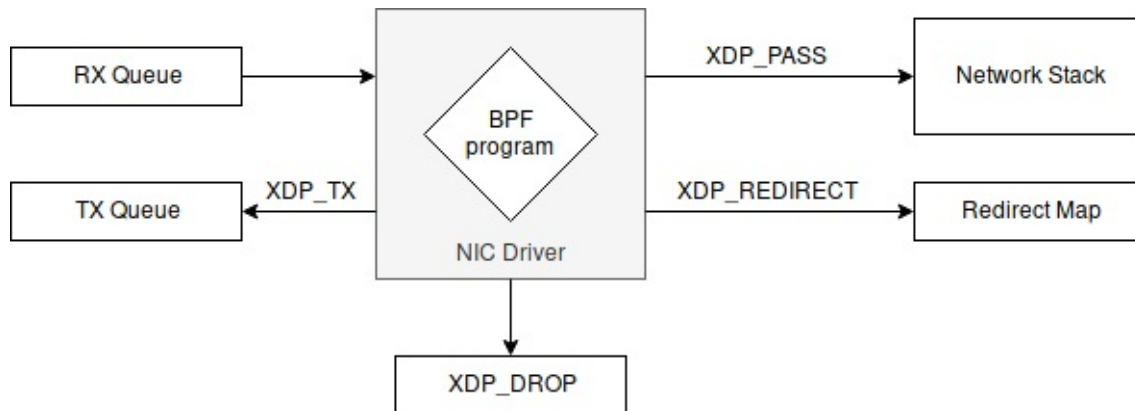 RX Queue
XDP_PASS
Network Stack
BPF
program
TX Queue
XDP_TX
XDP_REDIRECT
Redirect Map
NIC Driver
XDP_DROP